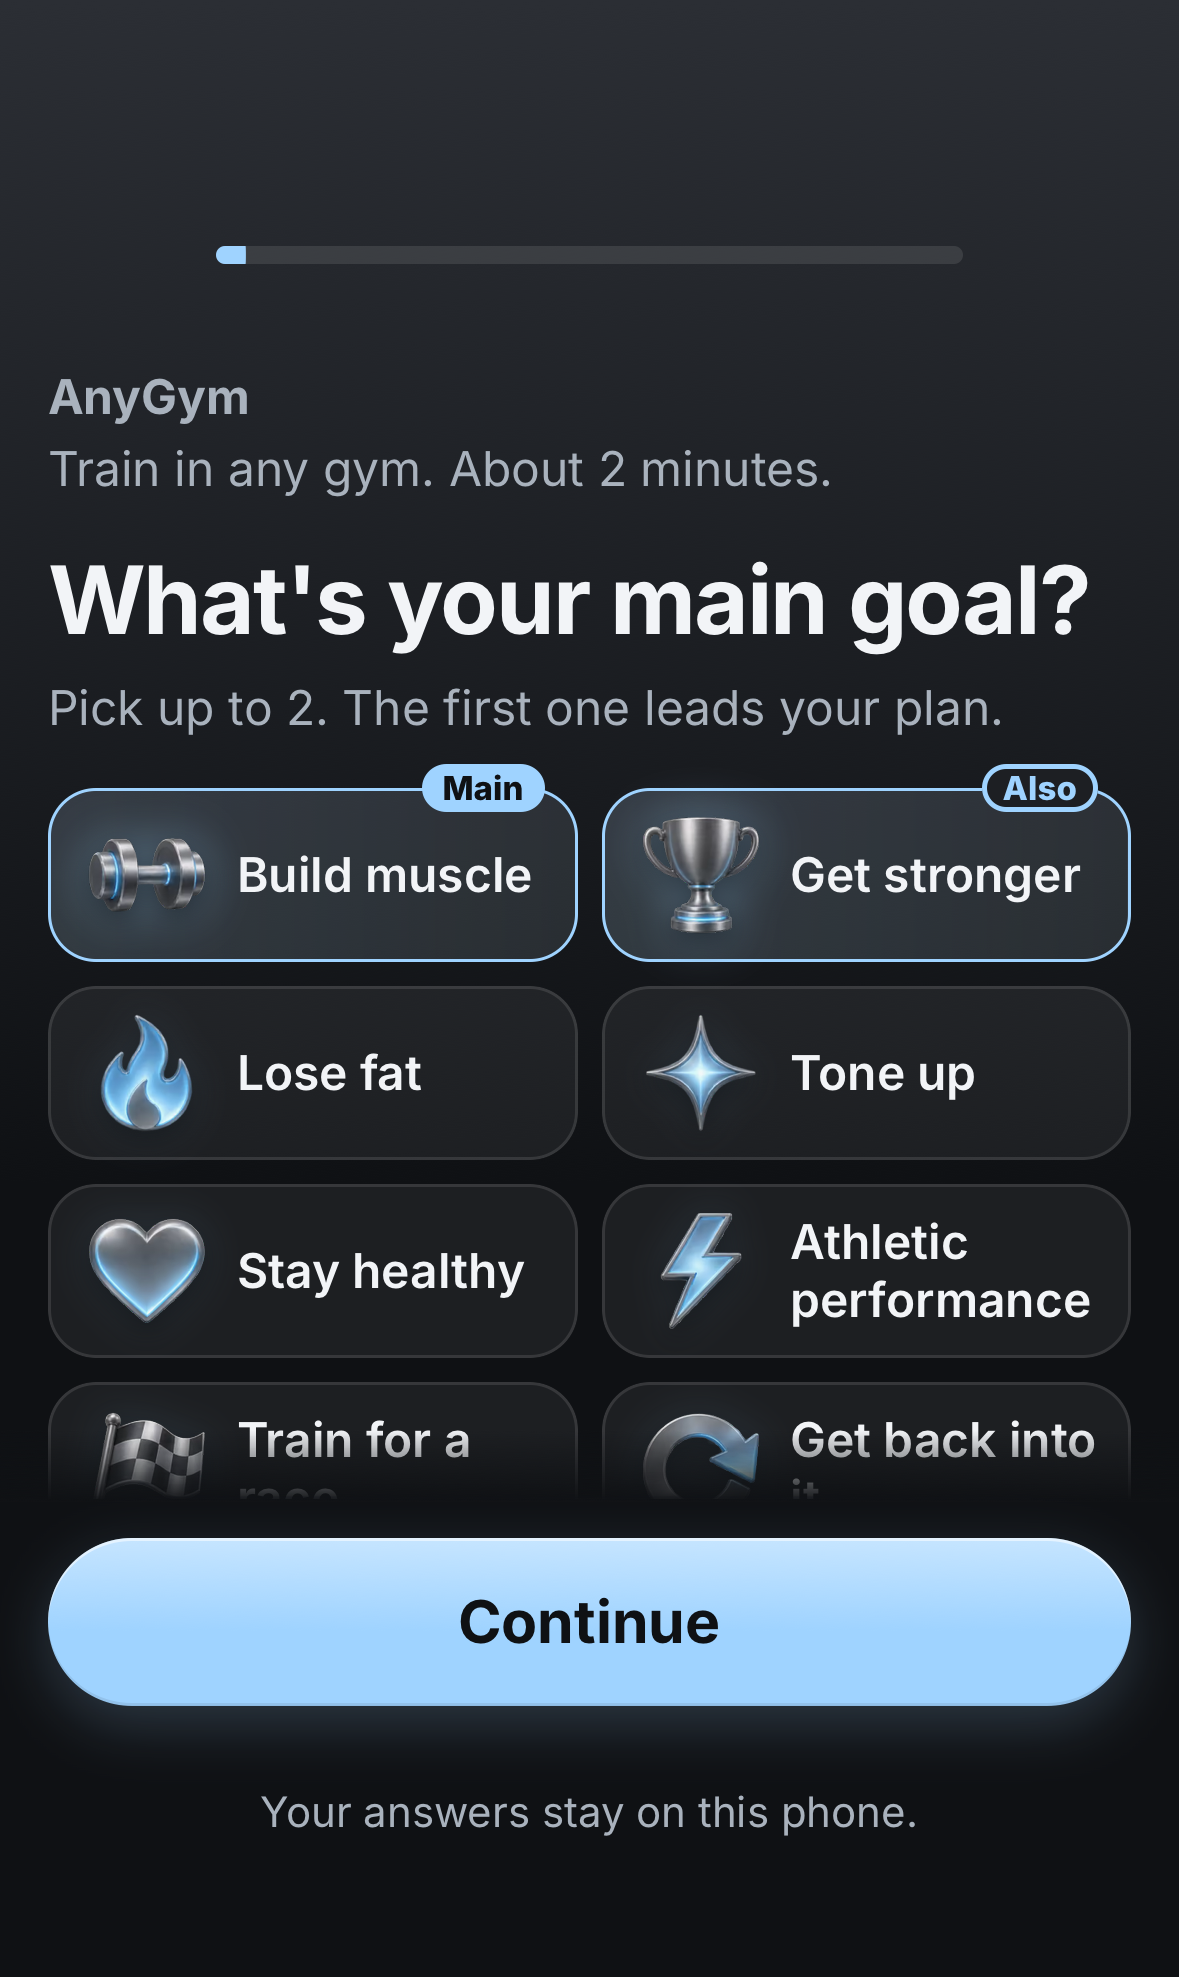 AnyGym
Train in any gym. About 2 minutes.
What's your main goal?
Pick up to 2. The first one leads your plan.
Main
Build muscle
Also
Get stronger
Lose fat
Tone up
Stay healthy
Athletic
performance
Train for a
race
Get back into
it
Continue
Your answers stay on this phone.